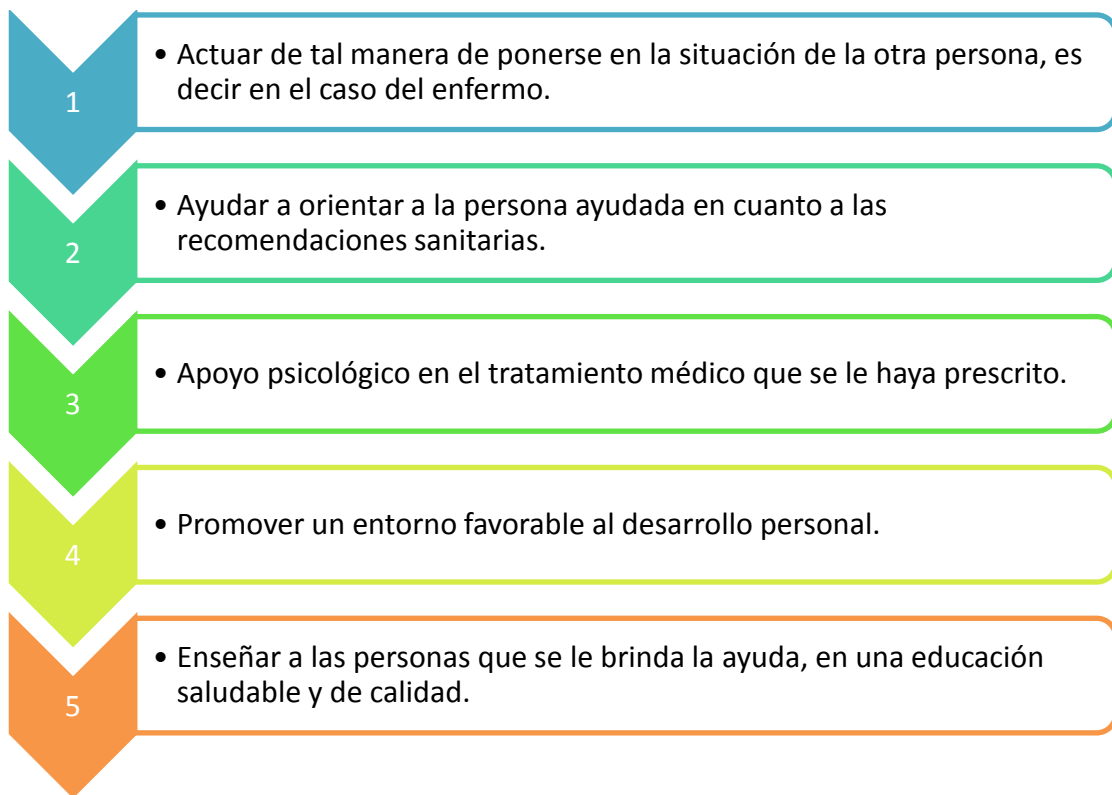 1
• Actuar de tal manera de ponerse en la situación de la otra persona, es
decir en el caso del enfermo.
2
• Ayudar a orientar a la persona ayudada en cuanto a las
recomendaciones sanitarias.
3
• Apoyo psicológico en el tratamiento médico que se le haya prescrito.
4
• Promover un entorno favorable al desarrollo personal.
5
• Enseñar a las personas que se le brinda la ayuda, en una educación
saludable y de calidad.